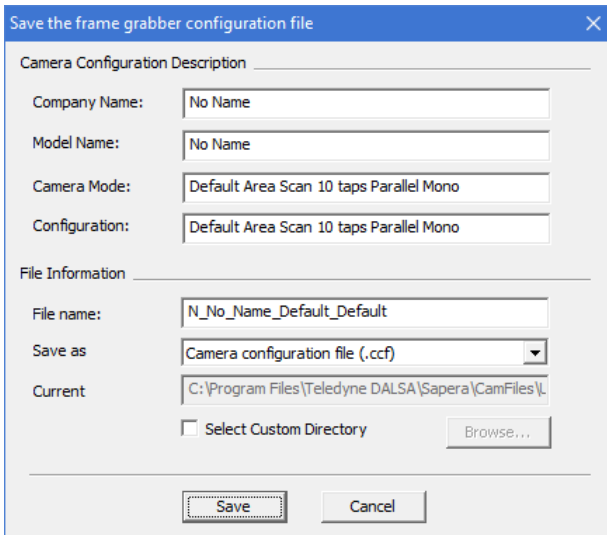 Save the frame grabber configuration file
Camera Configuration Description
Company Name: No Name
Model Name: No Name
Camera Mode: Default Area Scan 10 taps Parallel Mono
Configuration: Default Area Scan 10 taps Parallel Mono
File Information
File name: N_No_Name_Default_Default
Save as Camera configuration file (.ccf)
Current C:\Program Files\Teledyne DALSA\Sapera\CamFiles\L
Select Custom Directory Browse...
Save Cancel